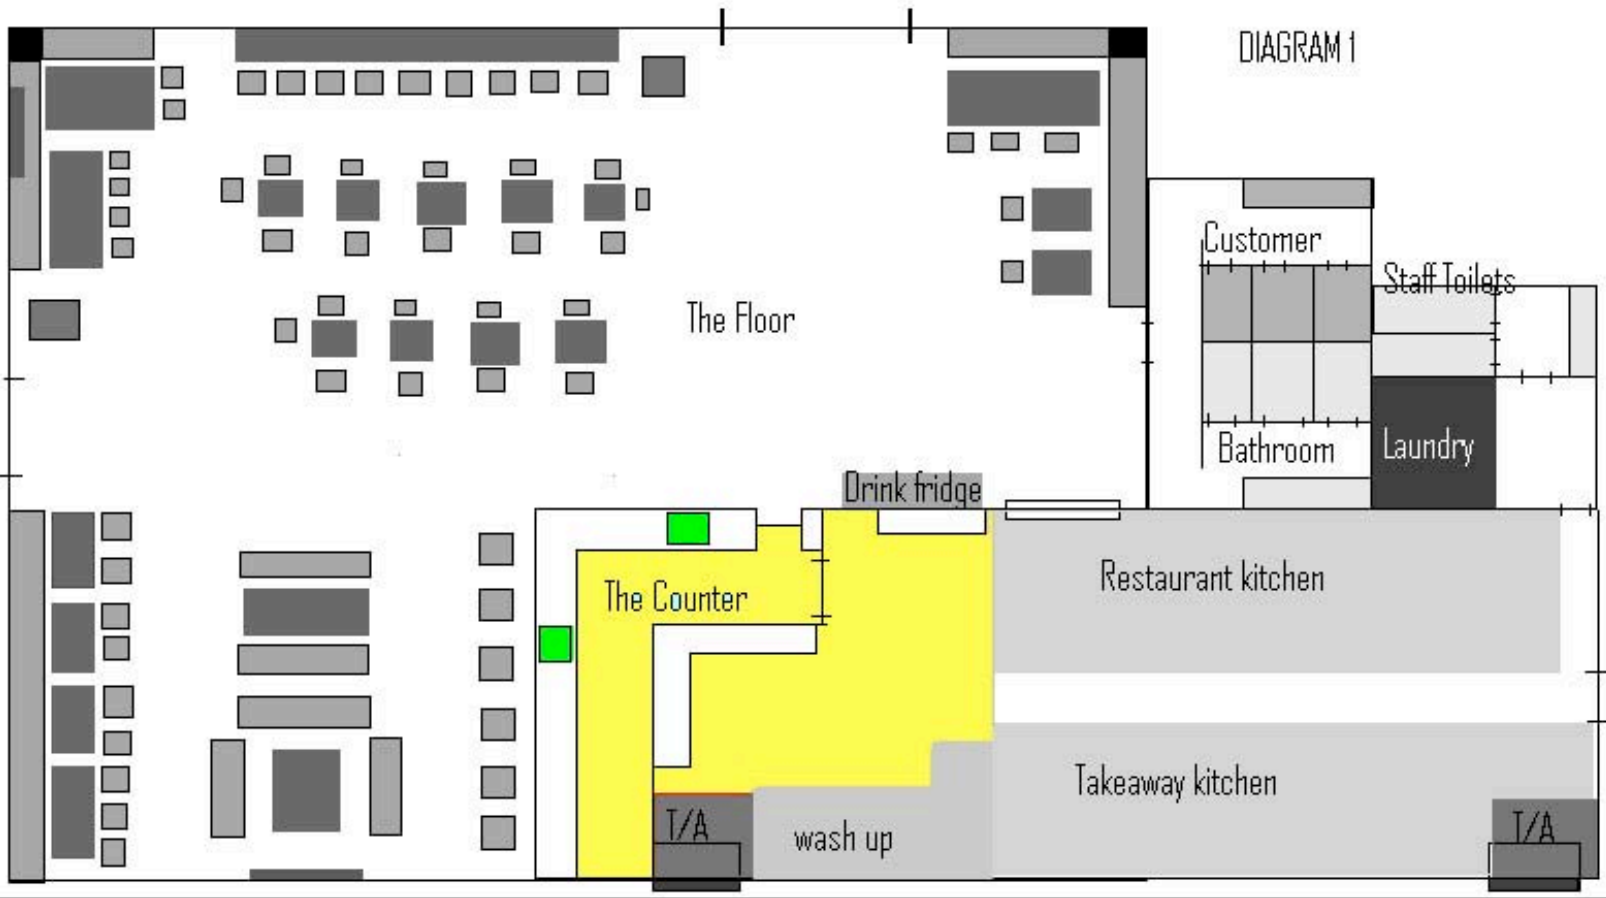 DIAGRAM 1
Customer
Staff Toilets
The Floor
Bathroom
Laundry
Drink fridge
The Counter
Restaurant kitchen
Takeaway kitchen
T/A
wash up
T/A